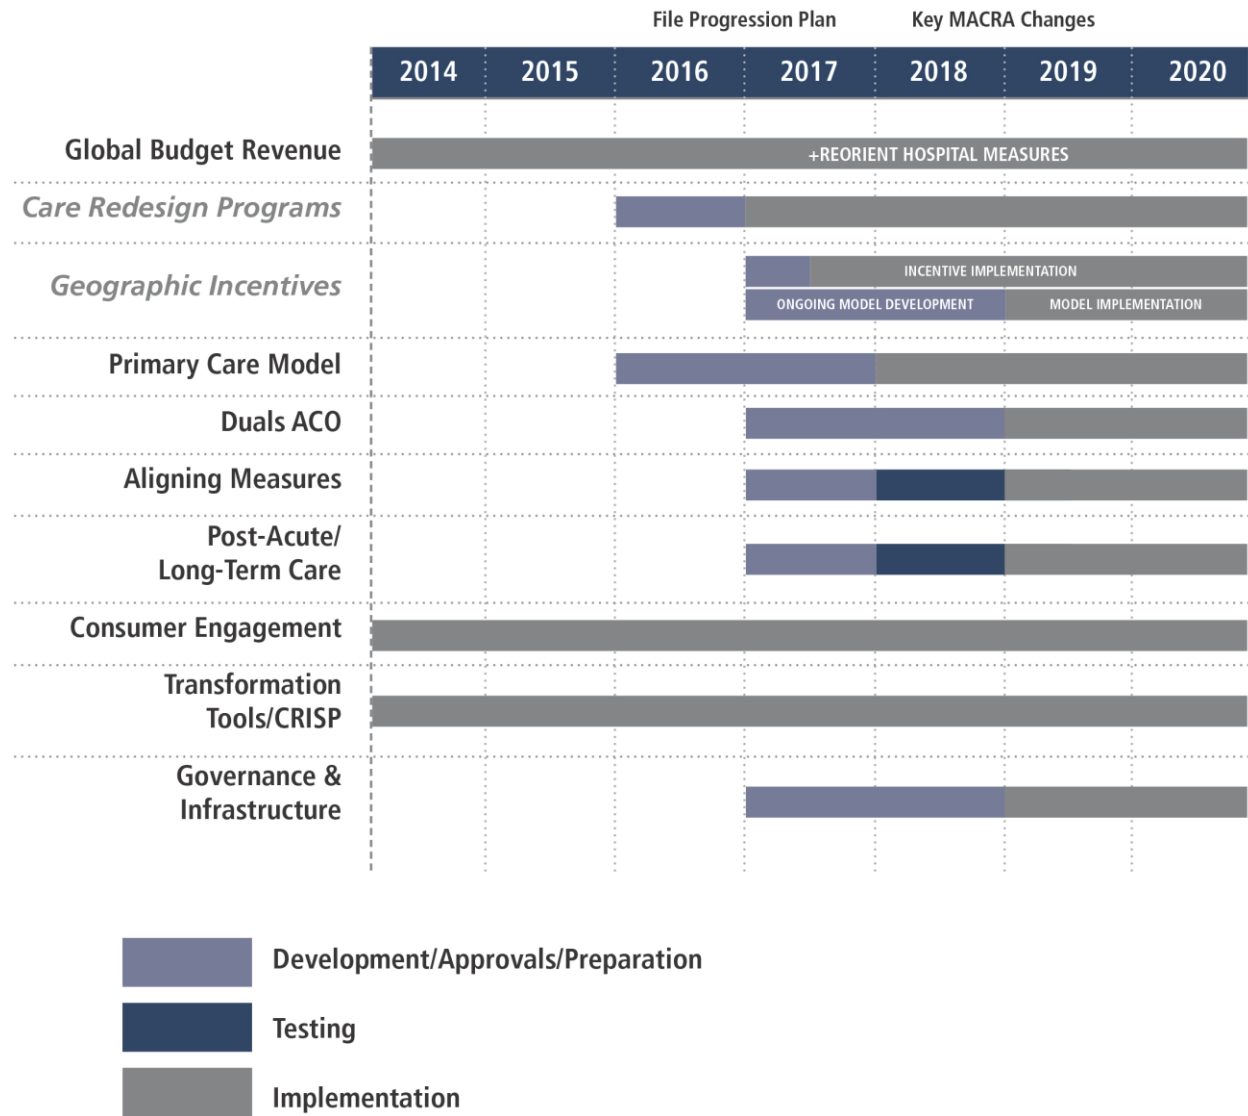 File Progression Plan
Key MACRA Changes
2014 2015 2016 2017 2018 2019 2020
Global Budget Revenue
+REORIENT HOSPITAL MEASURES
Care Redesign Programs
Geographic Incentives
INCENTIVE IMPLEMENTATION
ONGOING MODEL DEVELOPMENT
MODEL IMPLEMENTATION
Primary Care Model
Duals ACO
Aligning Measures
Post-Acute/
Long-Term Care
Consumer Engagement
Transformation
Tools/CRISP
Governance &
Infrastructure
Development/Approvals/Preparation
Testing
Implementation